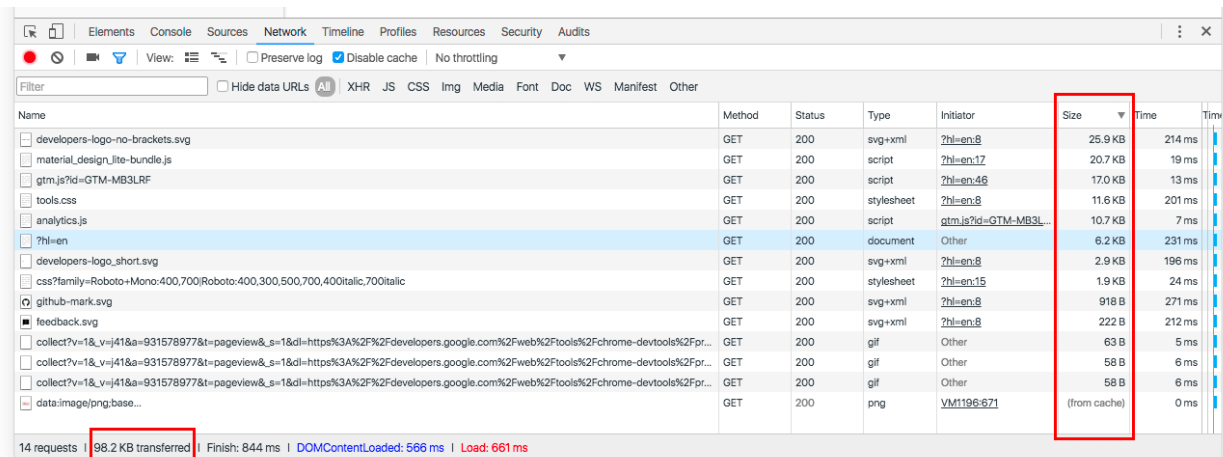 Elements Console Sources Network Timeline Profiles Resources Security Audits
View: Preserve log Disable cache No throttling
Filter Hide data URLs All XHR JS CSS Img Media Font Doc WS Manifest Other
Name Method Status Type Initiator Size Time Time
developers-logo-no-brackets.svg GET 200 svg+xml ?hl=en:8 25.9 KB 214 ms
material_design_lite-bundle.js GET 200 script ?hl=en:17 20.7 KB 19 ms
gtm.js?id=GTM-MB3LRF GET 200 script ?hl=en:46 17.0 KB 13 ms
tools.css GET 200 stylesheet ?hl=en:8 11.6 KB 201 ms
analytics.js GET 200 script gtm.js?id=GTM-MB3L... 10.7 KB 7 ms
?hl=en GET 200 document Other 6.2 KB 231 ms
developers-logo_short.svg GET 200 svg+xml ?hl=en:8 2.9 KB 196 ms
css?family=Roboto+Mono:400,700|Roboto:400,300,500,700,400italic,700italic GET 200 stylesheet ?hl=en:15 1.9 KB 24 ms
github-mark.svg GET 200 svg+xml ?hl=en:8 918 B 271 ms
feedback.svg GET 200 svg+xml ?hl=en:8 222 B 212 ms
collect?v=1&_v=j41&a=931578977&t=pageview&_s=1&dl=https%3A%2F%2Fdevelopers.google.com%2Fweb%2Ftools%2Fchrome-devtools%2Fpr... GET 200 gif Other 63 B 5 ms
collect?v=1&_v=j41&a=931578977&t=pageview&_s=1&dl=https%3A%2F%2Fdevelopers.google.com%2Fweb%2Ftools%2Fchrome-devtools%2Fpr... GET 200 gif Other 58 B 6 ms
collect?v=1&_v=j41&a=931578977&t=pageview&_s=1&dl=https%3A%2F%2Fdevelopers.google.com%2Fweb%2Ftools%2Fchrome-devtools%2Fpr... GET 200 gif Other 58 B 6 ms
data:image/png;base... GET 200 png VM1196:671 (from cache) 0 ms
14 requests | 98.2 KB transferred | Finish: 844 ms | DOMContentLoaded: 566 ms | Load: 661 ms